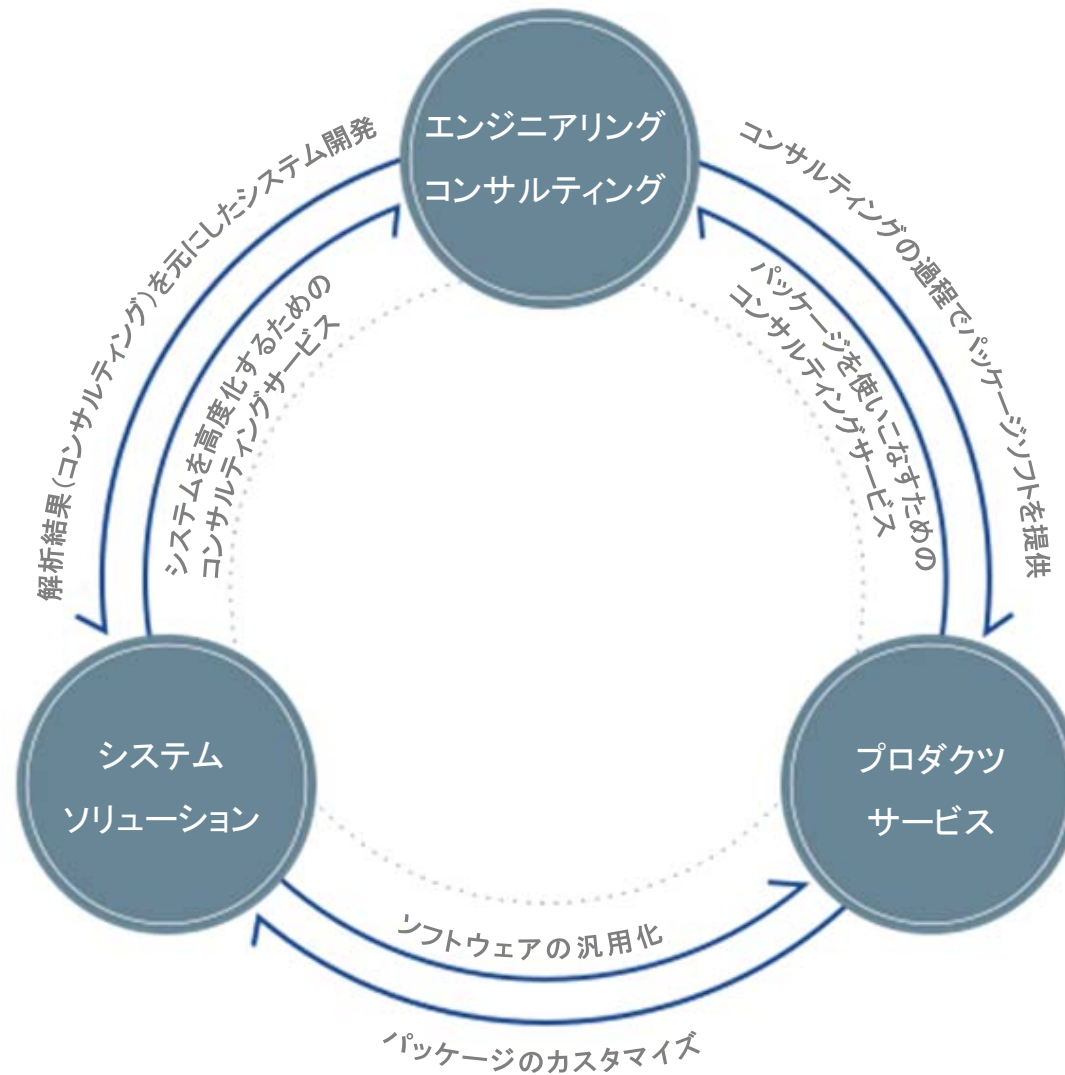 エンジニアリング
コンサルティング
解析結果(コンサルティング)を元にしたシステム開発
システムを高度化するための
コンサルティングサービス
コンサルティングの過程でパッケージソフトを提供
パッケージを使いこなすための
コンサルティングサービス
システム
ソリューション
プロダクツ
サービス
ソフトウェアの汎用化
パッケージのカスタマイズ